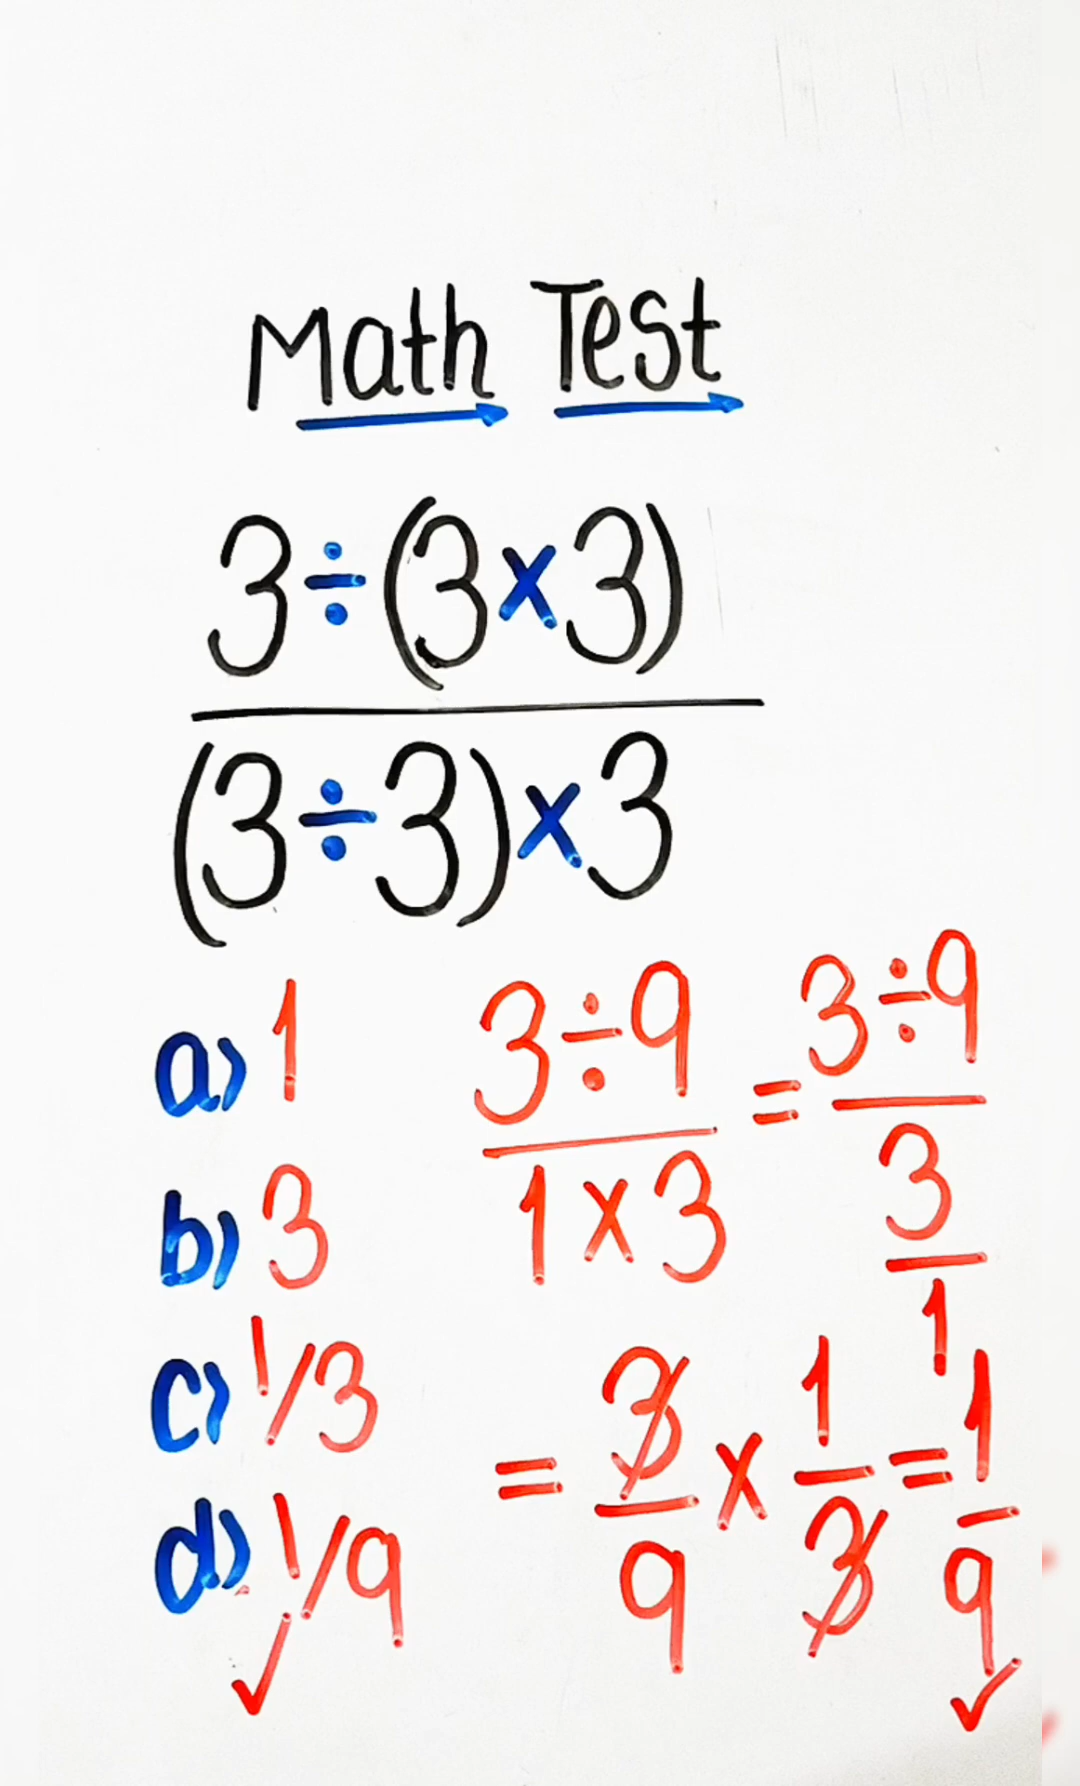 Math Test
3÷(3×3)
(3÷3)×3
a) 1
b) 3
c) 1/3
d) 1/9 ✓
3÷9
1×3
= 3÷9
3
1
= 3 × 1 = 1
9 3 9 ✓